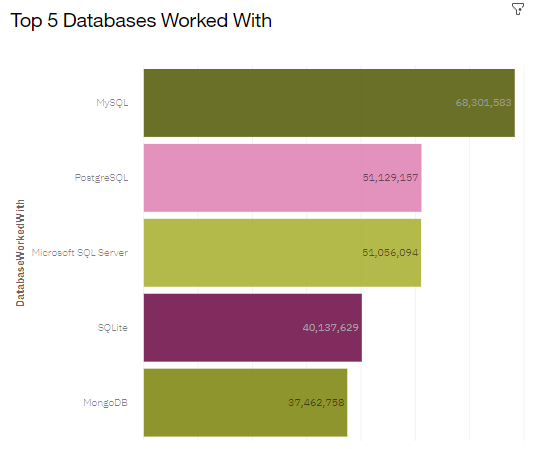 Top 5 Databases Worked With
DatabaseWorkedWith
MySQL 68,301,583
PostgreSQL 51,129,157
Microsoft SQL Server 51,056,094
SQLite 40,137,629
MongoDB 37,462,758